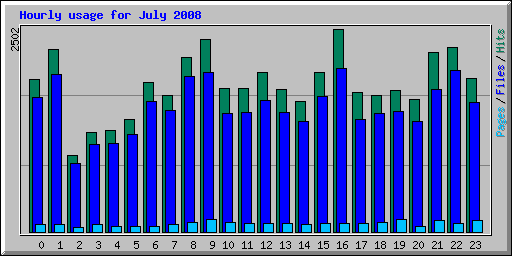 Hourly usage for July 2008
2502
Pages/Files/Hits
0 1 2 3 4 5 6 7 8 9 10 11 12 13 14 15 16 17 18 19 20 21 22 23